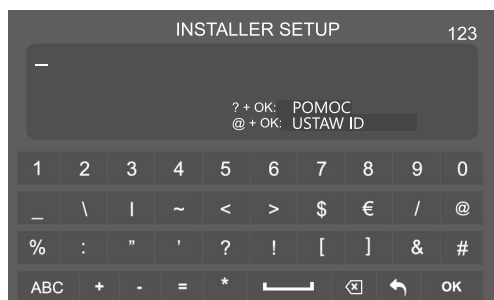 INSTALLER SETUP 123
_
? + OK: POMOC
@ + OK: USTAW ID
1 2 3 4 5 6 7 8 9 0
_ \ | ~ < > $ € / @
% : " ' ? ! [ ] & #
ABC + - = * OK